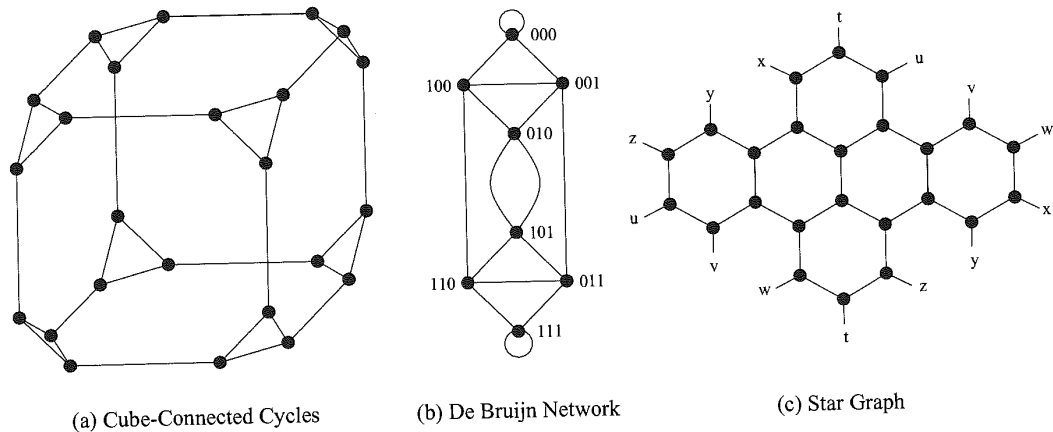 000
100
001
010
101
110
011
111
t
x
u
y
v
z
w
u
x
v
y
w
z
t
(a) Cube-Connected Cycles
(b) De Bruijn Network
(c) Star Graph